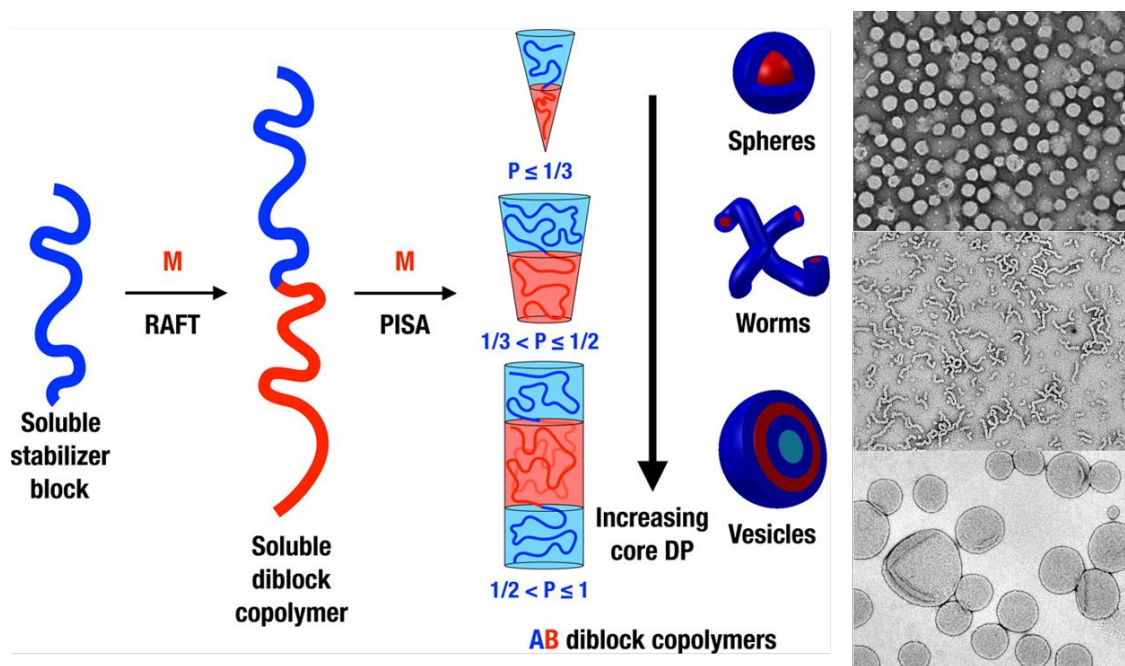 Soluble
stabilizer
block
M
RAFT
Soluble
diblock
copolymer
M
PISA
P ≤ 1/3
1/3 < P ≤ 1/2
1/2 < P ≤ 1
Increasing
core DP
Spheres
Worms
Vesicles
AB diblock copolymers